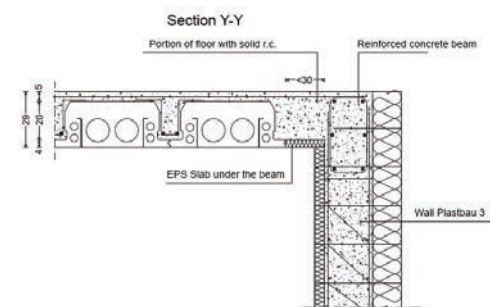 Section Y-Y
Portion of floor with solid r.c.
Reinforced concrete beam
<30
5
20
29
4
EPS Slab under the beam
Wall Plastbau 3